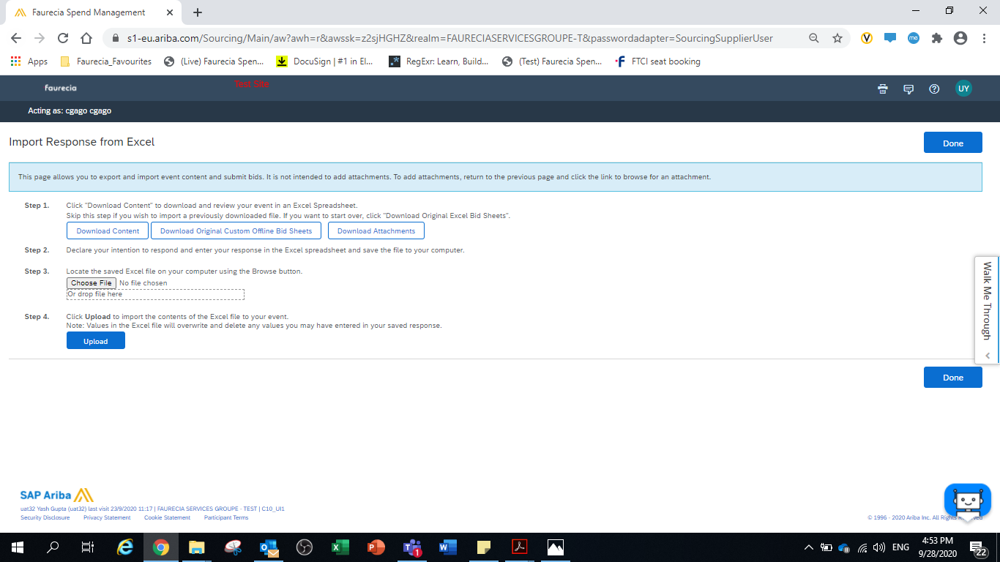 Faurecia Spend Management
s1-eu.ariba.com/Sourcing/Main/aw?awh=r&awssk=z2sjHGHZ&realm=FAURECIASERVICESGROUPE-T&passwordadapter=SourcingSupplierUser
Apps Faurecia_Favourites (Live) Faurecia Spen... DocuSign | #1 in El... RegExr: Learn, Build... (Test) Faurecia Spen... FTCI seat booking
faurecia Test Site UY
Acting as: cgago cgago
Import Response from Excel
Done
This page allows you to export and import event content and submit bids. It is not intended to add attachments. To add attachments, return to the previous page and click the link to browse for an attachment.
Step 1. Click "Download Content" to download and review your event in an Excel Spreadsheet.
Skip this step if you wish to import a previously downloaded file. If you want to start over, click "Download Original Excel Bid Sheets".
Download Content Download Original Custom Offline Bid Sheets Download Attachments
Step 2. Declare your intention to respond and enter your response in the Excel spreadsheet and save the file to your computer.
Step 3. Locate the saved Excel file on your computer using the Browse button.
Choose File No file chosen
Or drop file here
Step 4. Click Upload to import the contents of the Excel file to your event.
Note: Values in the Excel file will overwrite and delete any values you may have entered in your saved response.
Upload
Walk Me Through
Done
SAP Ariba
uat32 Yash Gupta (uat32) last visit 23/9/2020 11:17 | FAURECIA SERVICES GROUPE - TEST | C10_UI1
Security Disclosure Privacy Statement Cookie Statement Participant Terms
© 1996 - 2020 Ariba Inc. All Rights
ENG
4:53 PM
9/28/2020
22
1